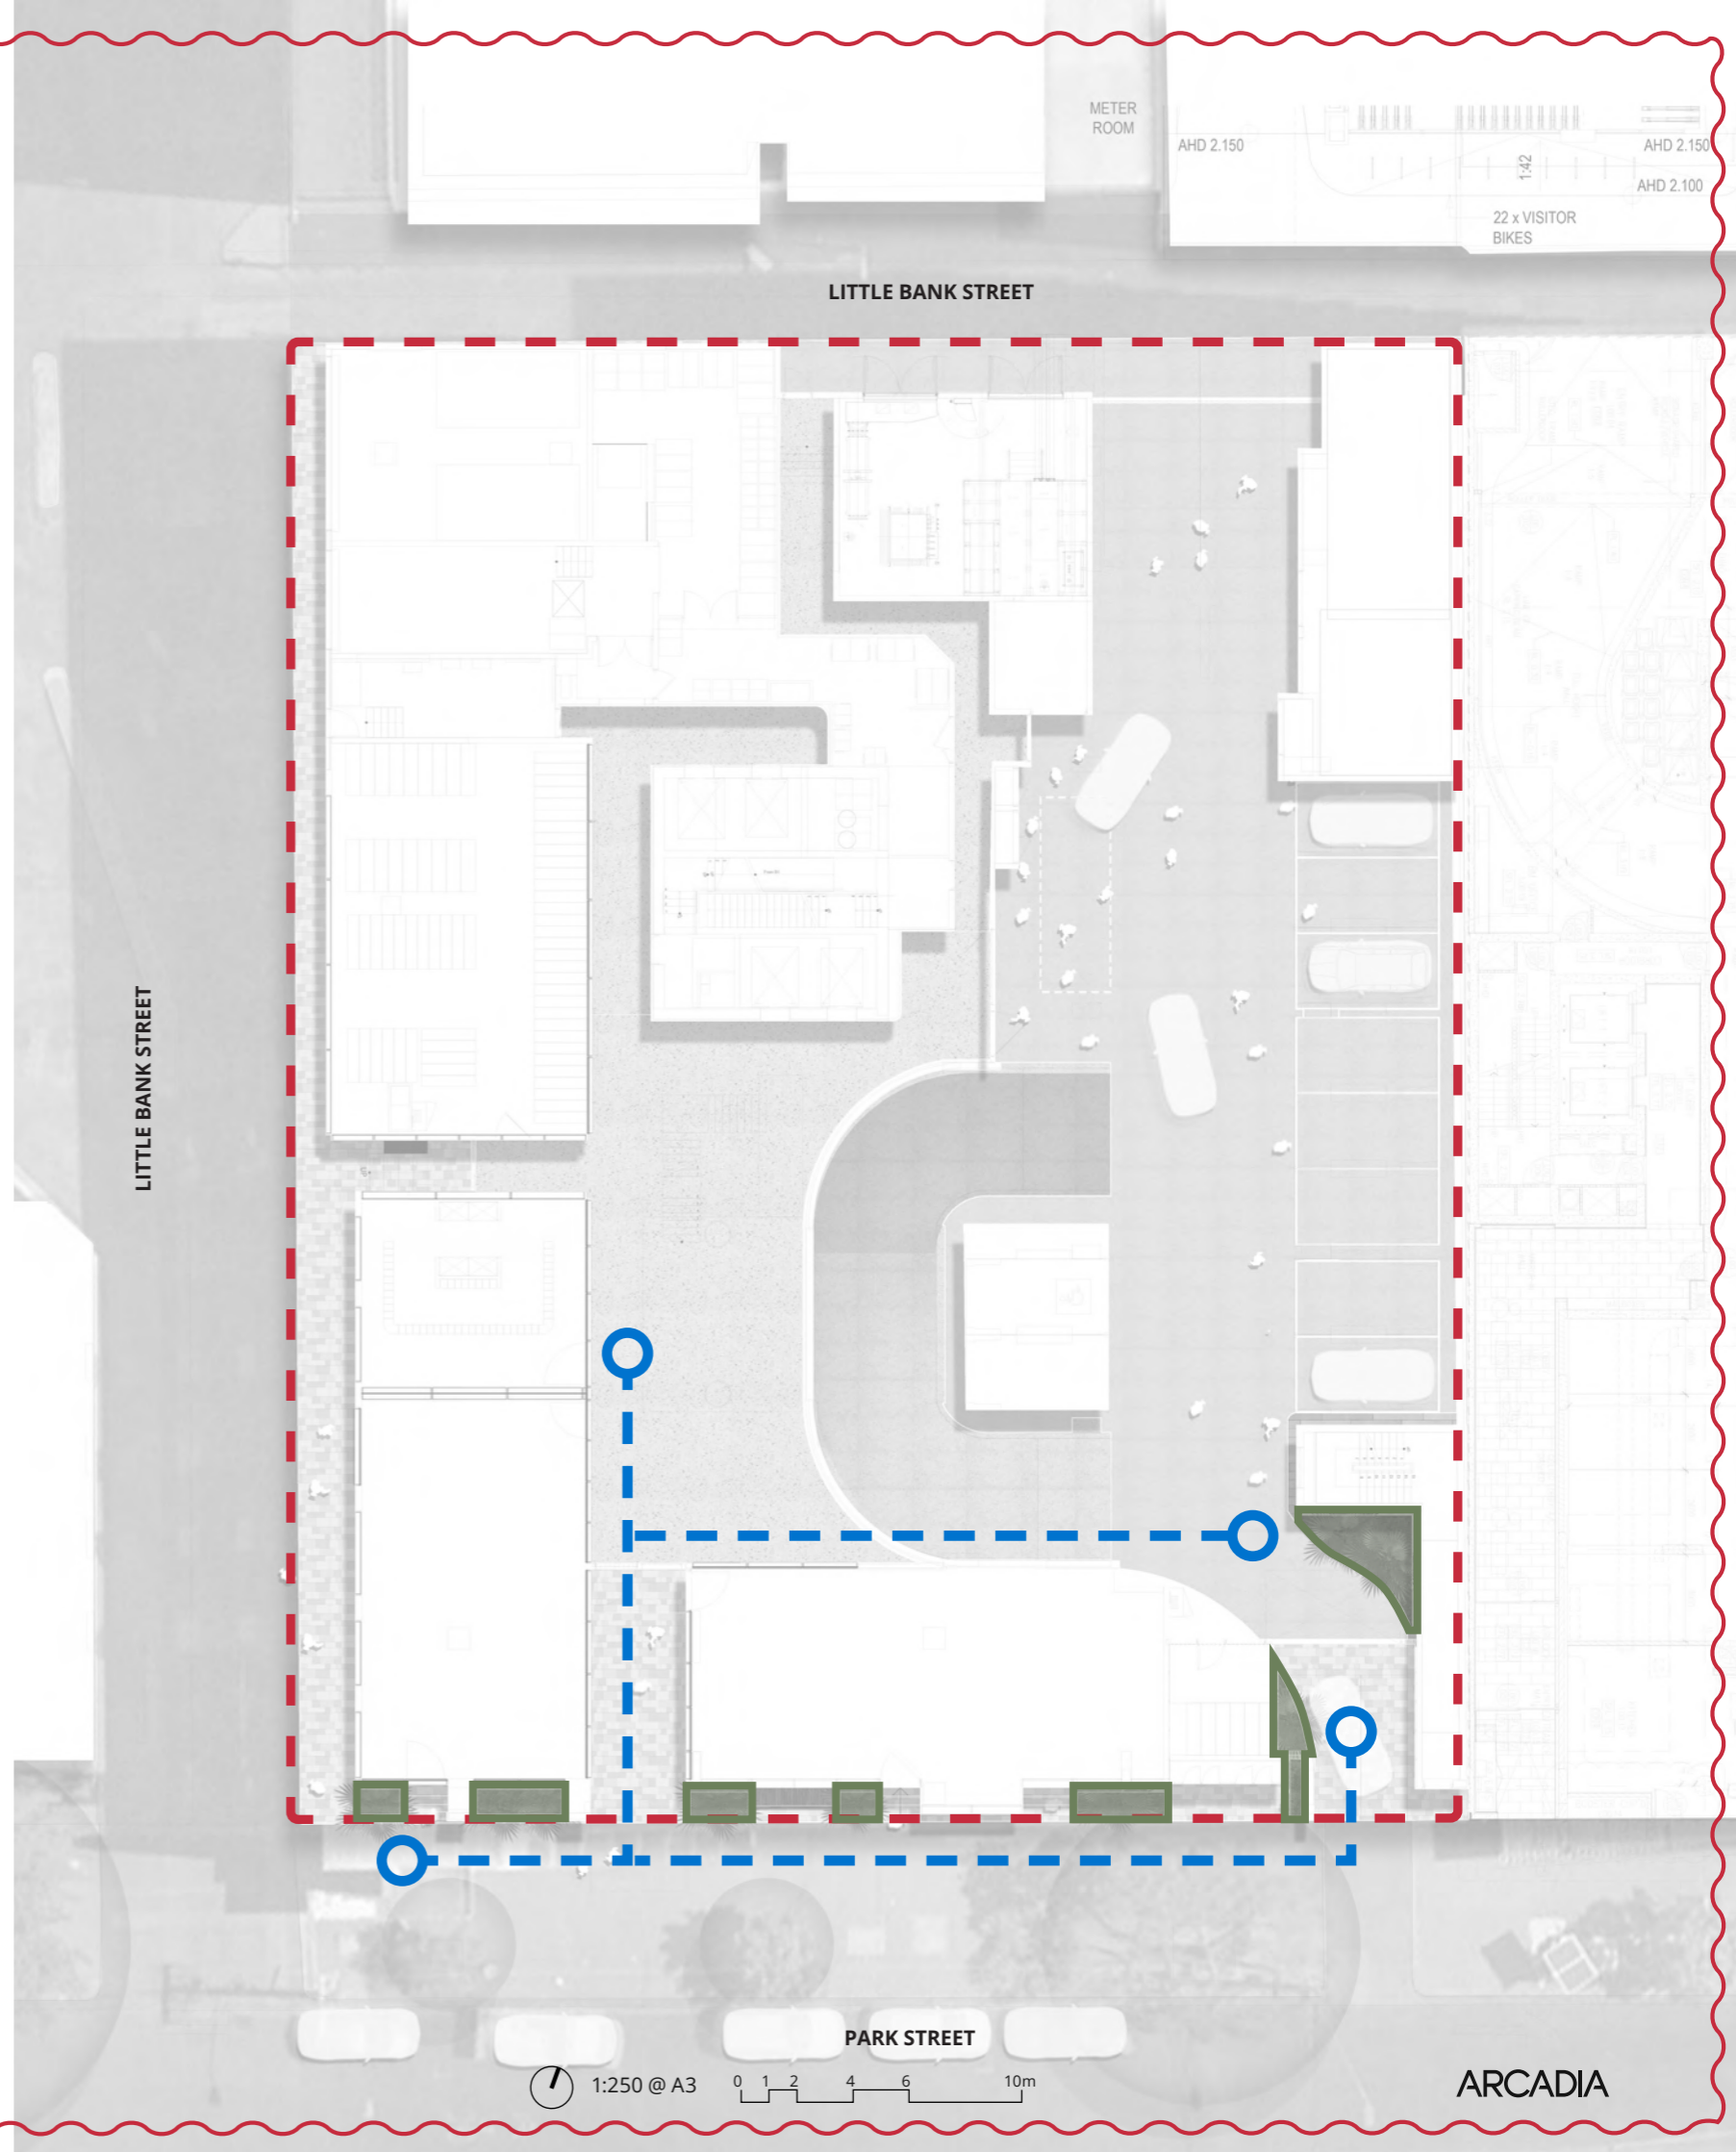 METER
ROOM
AHD 2.150
1:42
AHD 2.150
AHD 2.100
22 x VISITOR
BIKES
LITTLE BANK STREET
LITTLE BANK STREET
PARK STREET
1:250 @ A3
0 1 2 4 6 10m
ARCADIA